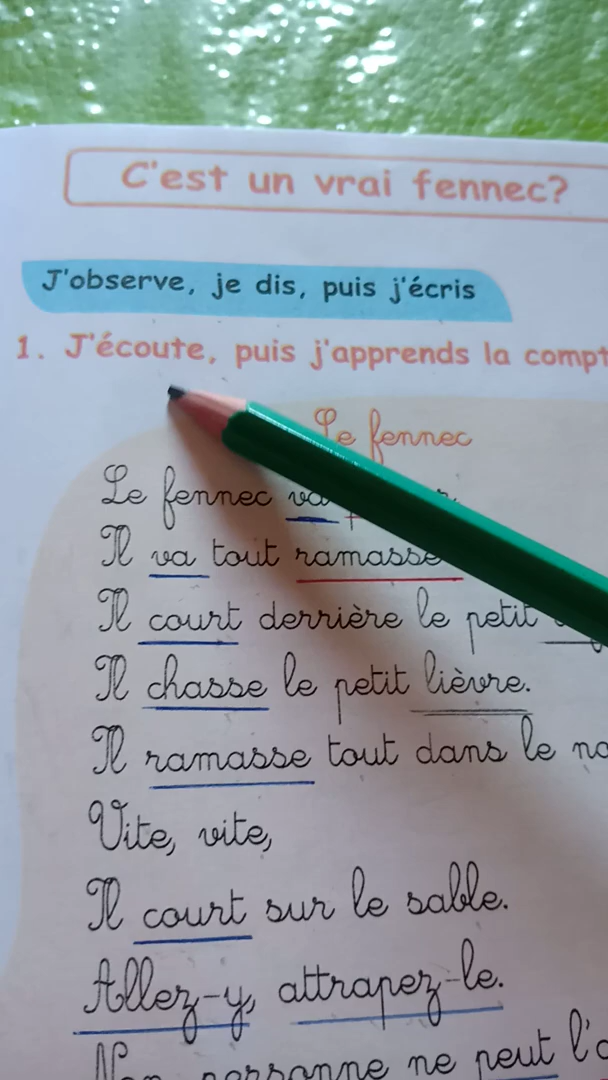 C'est un vrai fennec?
J'observe, je dis, puis j'écris
1. J'écoute, puis j'apprends la
Le fennec
Le fennec va
Il va tout ramasse
Il court derrière le petit
Il chasse le petit lièvre.
Il ramasse tout dans le
Vite, vite,
Il court sur le sable.
Allez-y, attrapez-le.
personne ne peut